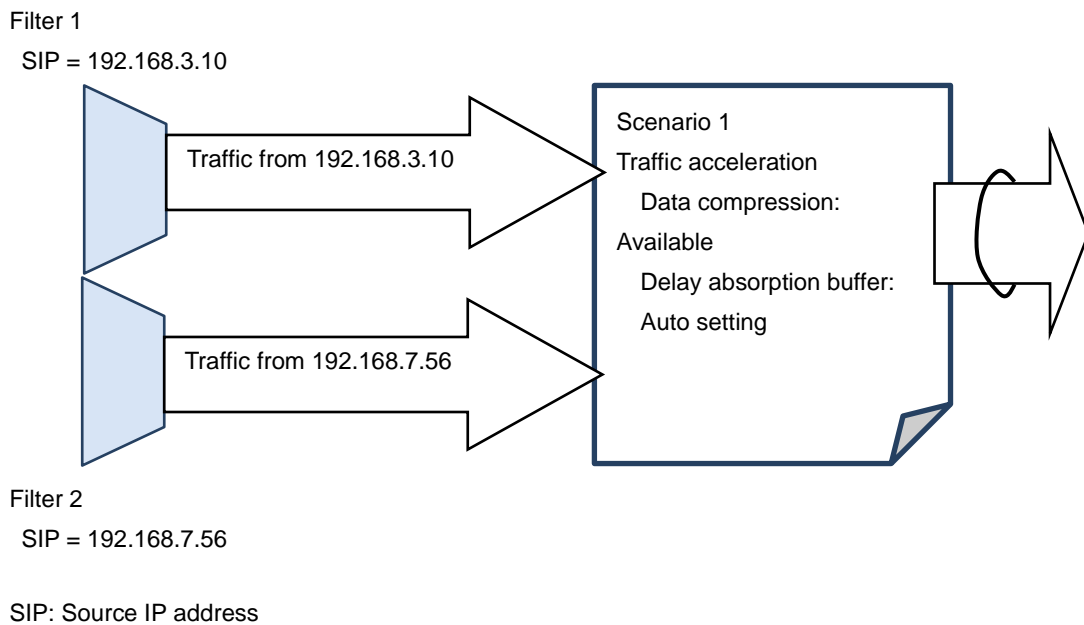 Filter 1
SIP = 192.168.3.10
Traffic from 192.168.3.10
Scenario 1
Traffic acceleration
Data compression:
Available
Delay absorption buffer:
Auto setting
Traffic from 192.168.7.56
Filter 2
SIP = 192.168.7.56
SIP: Source IP address